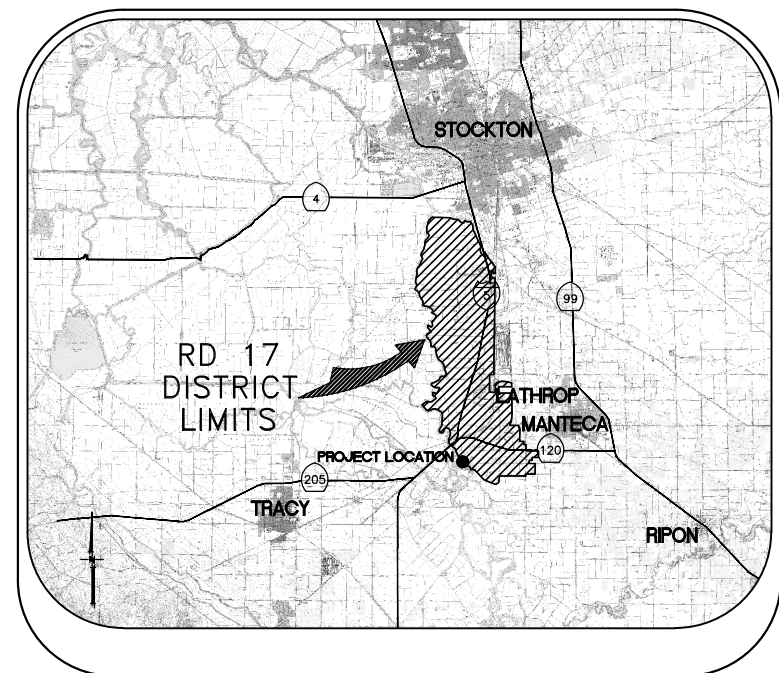 STOCKTON
4
5
99
RD 17
DISTRICT
LIMITS
LATHROP
MANTECA
PROJECT LOCATION
120
205
TRACY
RIPON